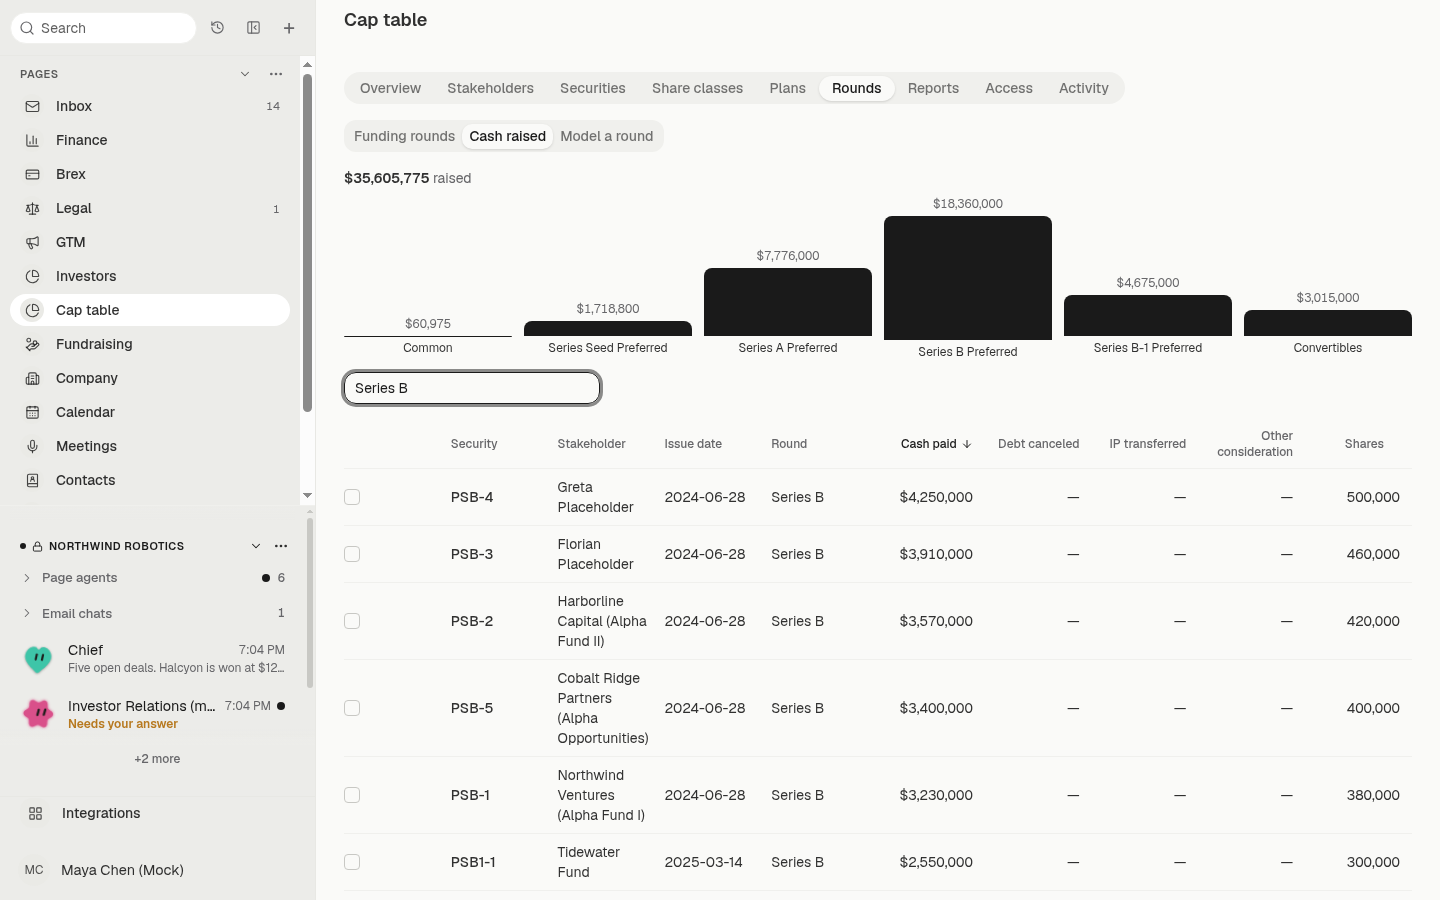 Search
PAGES
Inbox 14
Finance
Brex
Legal 1
GTM
Investors
Cap table
Fundraising
Company
Calendar
Meetings
Contacts
NORTHWIND ROBOTICS
Page agents 6
Email chats 1
Chief 7:04 PM
Five open deals. Halcyon is won at $12...
Investor Relations (m... 7:04 PM
Needs your answer
+2 more
Integrations
MC Maya Chen (Mock)
Cap table
Overview Stakeholders Securities Share classes Plans Rounds Reports Access Activity
Funding rounds Cash raised Model a round
$35,605,775 raised
$60,975 $1,718,800 $7,776,000 $18,360,000 $4,675,000 $3,015,000
Common Series Seed Preferred Series A Preferred Series B Preferred Series B-1 Preferred Convertibles
Series B
Security Stakeholder Issue date Round Cash paid ↓ Debt canceled IP transferred Other consideration Shares
PSB-4 Greta Placeholder 2024-06-28 Series B $4,250,000 — — — 500,000
PSB-3 Florian Placeholder 2024-06-28 Series B $3,910,000 — — — 460,000
PSB-2 Harborline Capital (Alpha Fund II) 2024-06-28 Series B $3,570,000 — — — 420,000
PSB-5 Cobalt Ridge Partners (Alpha Opportunities) 2024-06-28 Series B $3,400,000 — — — 400,000
PSB-1 Northwind Ventures (Alpha Fund I) 2024-06-28 Series B $3,230,000 — — — 380,000
PSB1-1 Tidewater Fund 2025-03-14 Series B $2,550,000 — — — 300,000